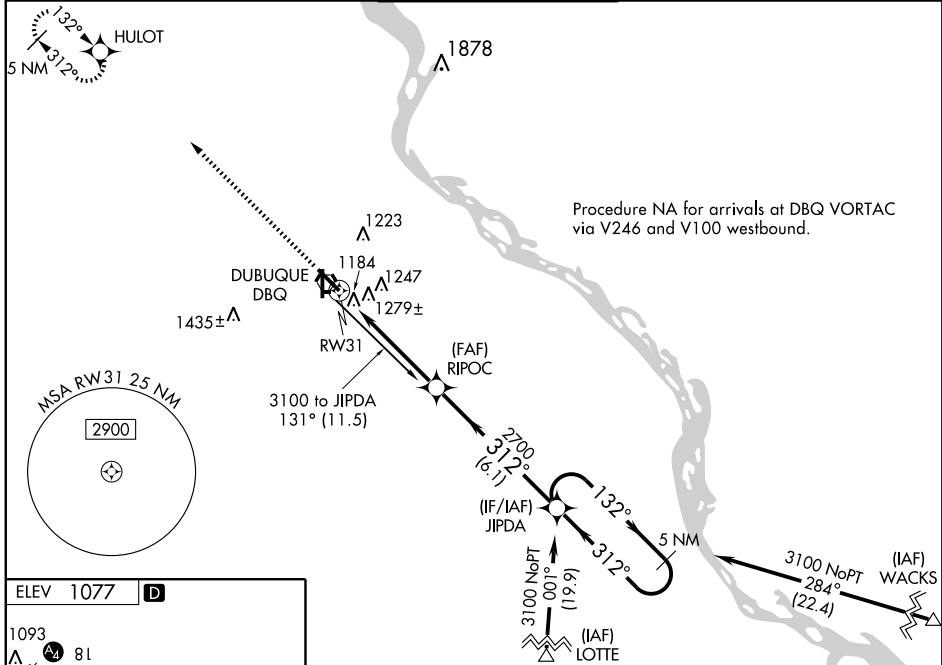 132°
HULOT
312°
5 NM
1878
Procedure NA for arrivals at DBQ VORTAC
via V246 and V100 westbound.
1223
1184
1247
DUBUQUE
DBQ
1279±
1435±
RW31
(FAF)
RIPOC
3100 to JIPDA
131° (11.5)
MSA RW31 25 NM
2900
2700
312°
(6.1)
(IF/IAF)
JIPDA
132°
312°
5 NM
3100 NoPT
001°
(19.9)
(IAF)
LOTTE
3100 NoPT
284°
(22.4)
(IAF)
WACKS
ELEV 1077 D
1093
A4 81